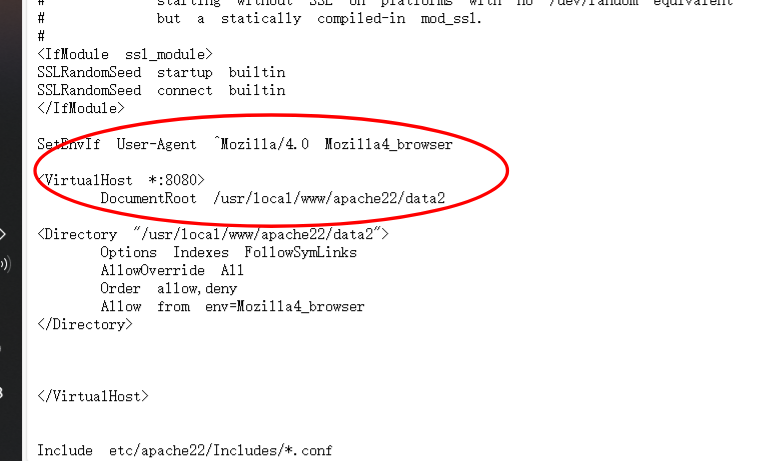 # starting without SSL on platforms with no /dev/random equivalent
# but a statically compiled-in mod_ssl.
#
<IfModule ssl_module>
SSLRandomSeed startup builtin
SSLRandomSeed connect builtin
</IfModule>
SetEnvIf User-Agent ^Mozilla/4.0 Mozilla4_browser
<VirtualHost *:8080>
DocumentRoot /usr/local/www/apache22/data2
<Directory "/usr/local/www/apache22/data2">
Options Indexes FollowSymLinks
AllowOverride All
Order allow,deny
Allow from env=Mozilla4_browser
</Directory>
</VirtualHost>
Include etc/apache22/Includes/*.conf